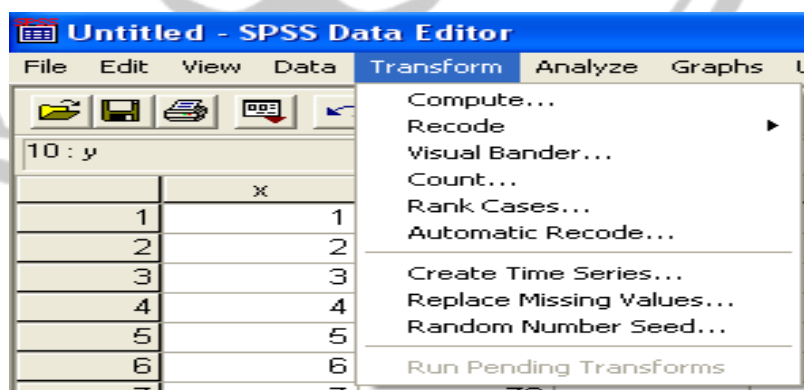 SPSS
Untitled - SPSS Data Editor
File Edit View Data Transform Analyze Graphs
10 : y
Compute...
Recode
Visual Bander...
Count...
Rank Cases...
Automatic Recode...
Create Time Series...
Replace Missing Values...
Random Number Seed...
Run Pending Transforms
x
1 1
2 2
3 3
4 4
5 5
6 6